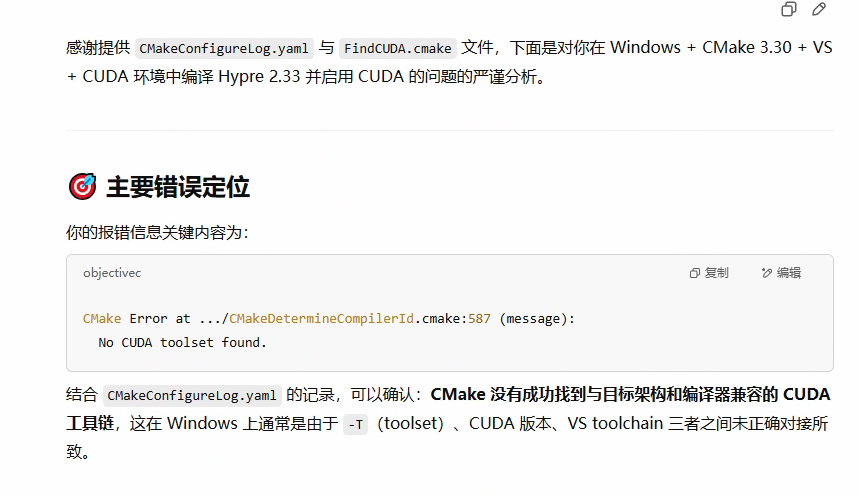 感谢提供 CMakeConfigureLog.yaml 与 FindCUDA.cmake 文件，下面是对你在 Windows + CMake 3.30 + VS
+ CUDA 环境中编译 Hypre 2.33 并启用 CUDA 的问题的严谨分析。
🎯 主要错误定位
你的报错信息关键内容为：
objectivec 复制 编辑
CMake Error at .../CMakeDetermineCompilerId.cmake:587 (message):
No CUDA toolset found.
结合 CMakeConfigureLog.yaml 的记录，可以确认：CMake 没有成功找到与目标架构和编译器兼容的 CUDA
工具链，这在 Windows 上通常是由于 -T（toolset）、CUDA 版本、VS toolchain 三者之间未正确对接所
致。